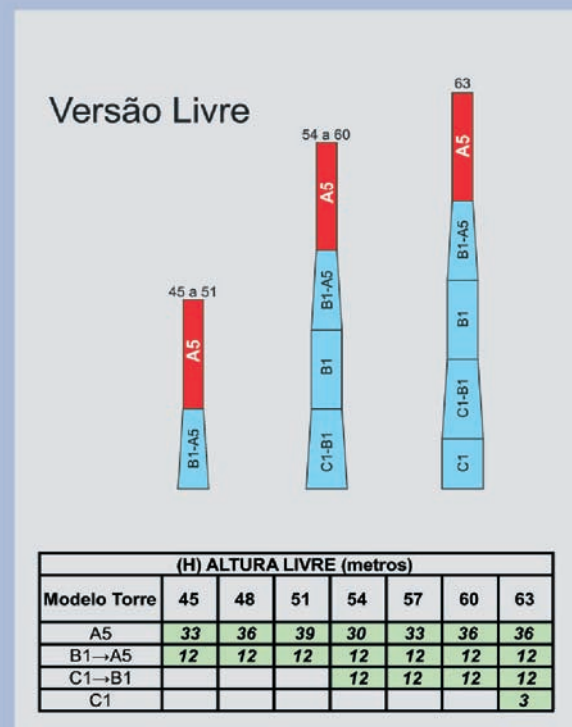 Versão Livre
45 a 51
A5
B1-A5
54 a 60
A5
B1-A5
B1
C1-B1
63
A5
B1-A5
B1
C1-B1
C1
(H) ALTURA LIVRE (metros)
Modelo Torre 45 48 51 54 57 60 63
A5 33 36 39 30 33 36 36
B1→A5 12 12 12 12 12 12 12
C1→B1 12 12 12 12
C1 3